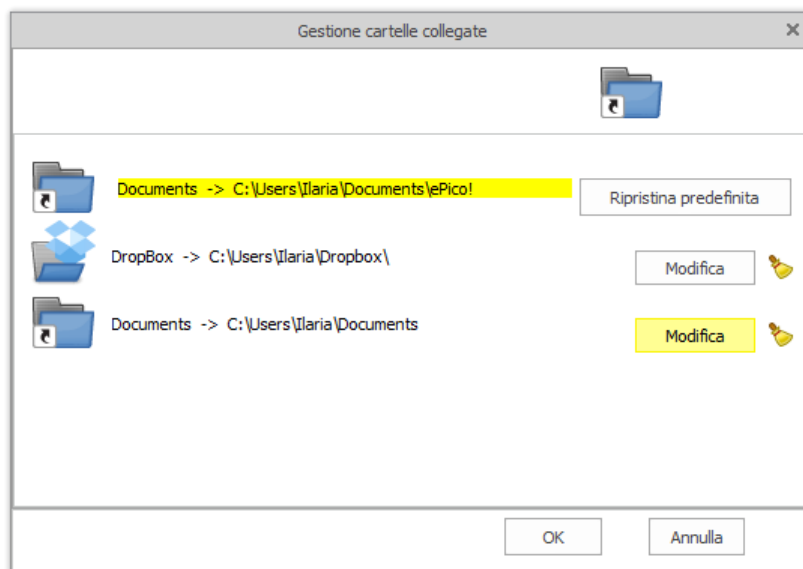 Gestione cartelle collegate
Documents -> C:\Users\Ilaria\Documents\ePico!
Ripristina predefinita
DropBox -> C:\Users\Ilaria\Dropbox\
Modifica
Documents -> C:\Users\Ilaria\Documents
Modifica
OK
Annulla